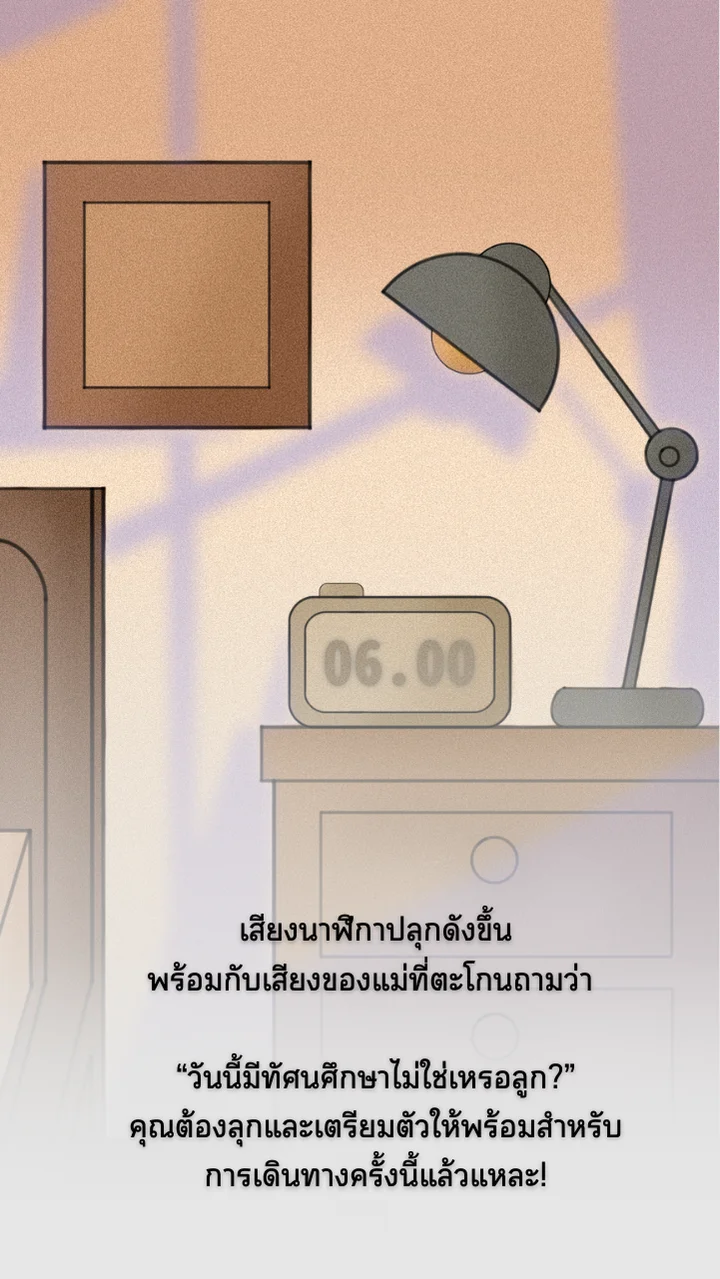 06.00
เสียงนาฬิกาปลุกดังขึ้น
พร้อมกับเสียงของแม่ที่ตะโกนถามว่า
“วันนี้มีทัศนศึกษาไม่ใช่เหรอลูก?”
คุณต้องลุกและเตรียมตัวให้พร้อมสำหรับ
การเดินทางครั้งนี้แล้วแหละ!